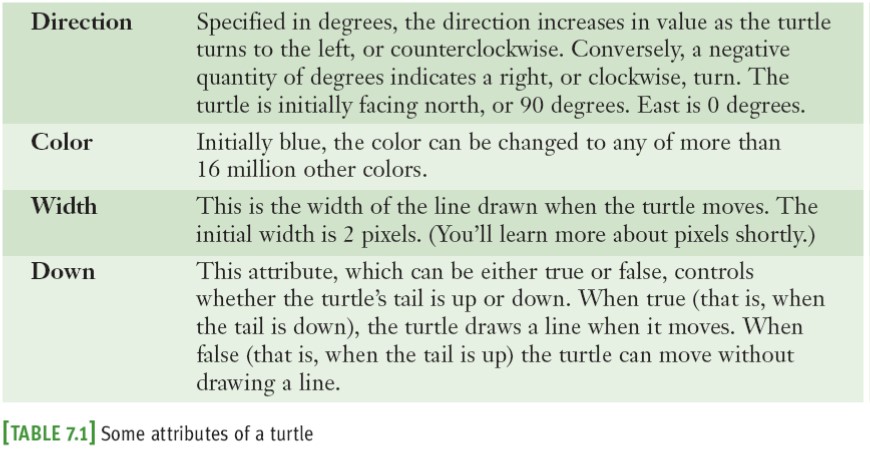 Direction Specified in degrees, the direction increases in value as the turtle
turns to the left, or counterclockwise. Conversely, a negative
quantity of degrees indicates a right, or clockwise, turn. The
turtle is initially facing north, or 90 degrees. East is 0 degrees.
Color Initially blue, the color can be changed to any of more than
16 million other colors.
Width This is the width of the line drawn when the turtle moves. The
initial width is 2 pixels. (You’ll learn more about pixels shortly.)
Down This attribute, which can be either true or false, controls
whether the turtle’s tail is up or down. When true (that is, when
the tail is down), the turtle draws a line when it moves. When
false (that is, when the tail is up) the turtle can move without
drawing a line.
[TABLE 7.1] Some attributes of a turtle